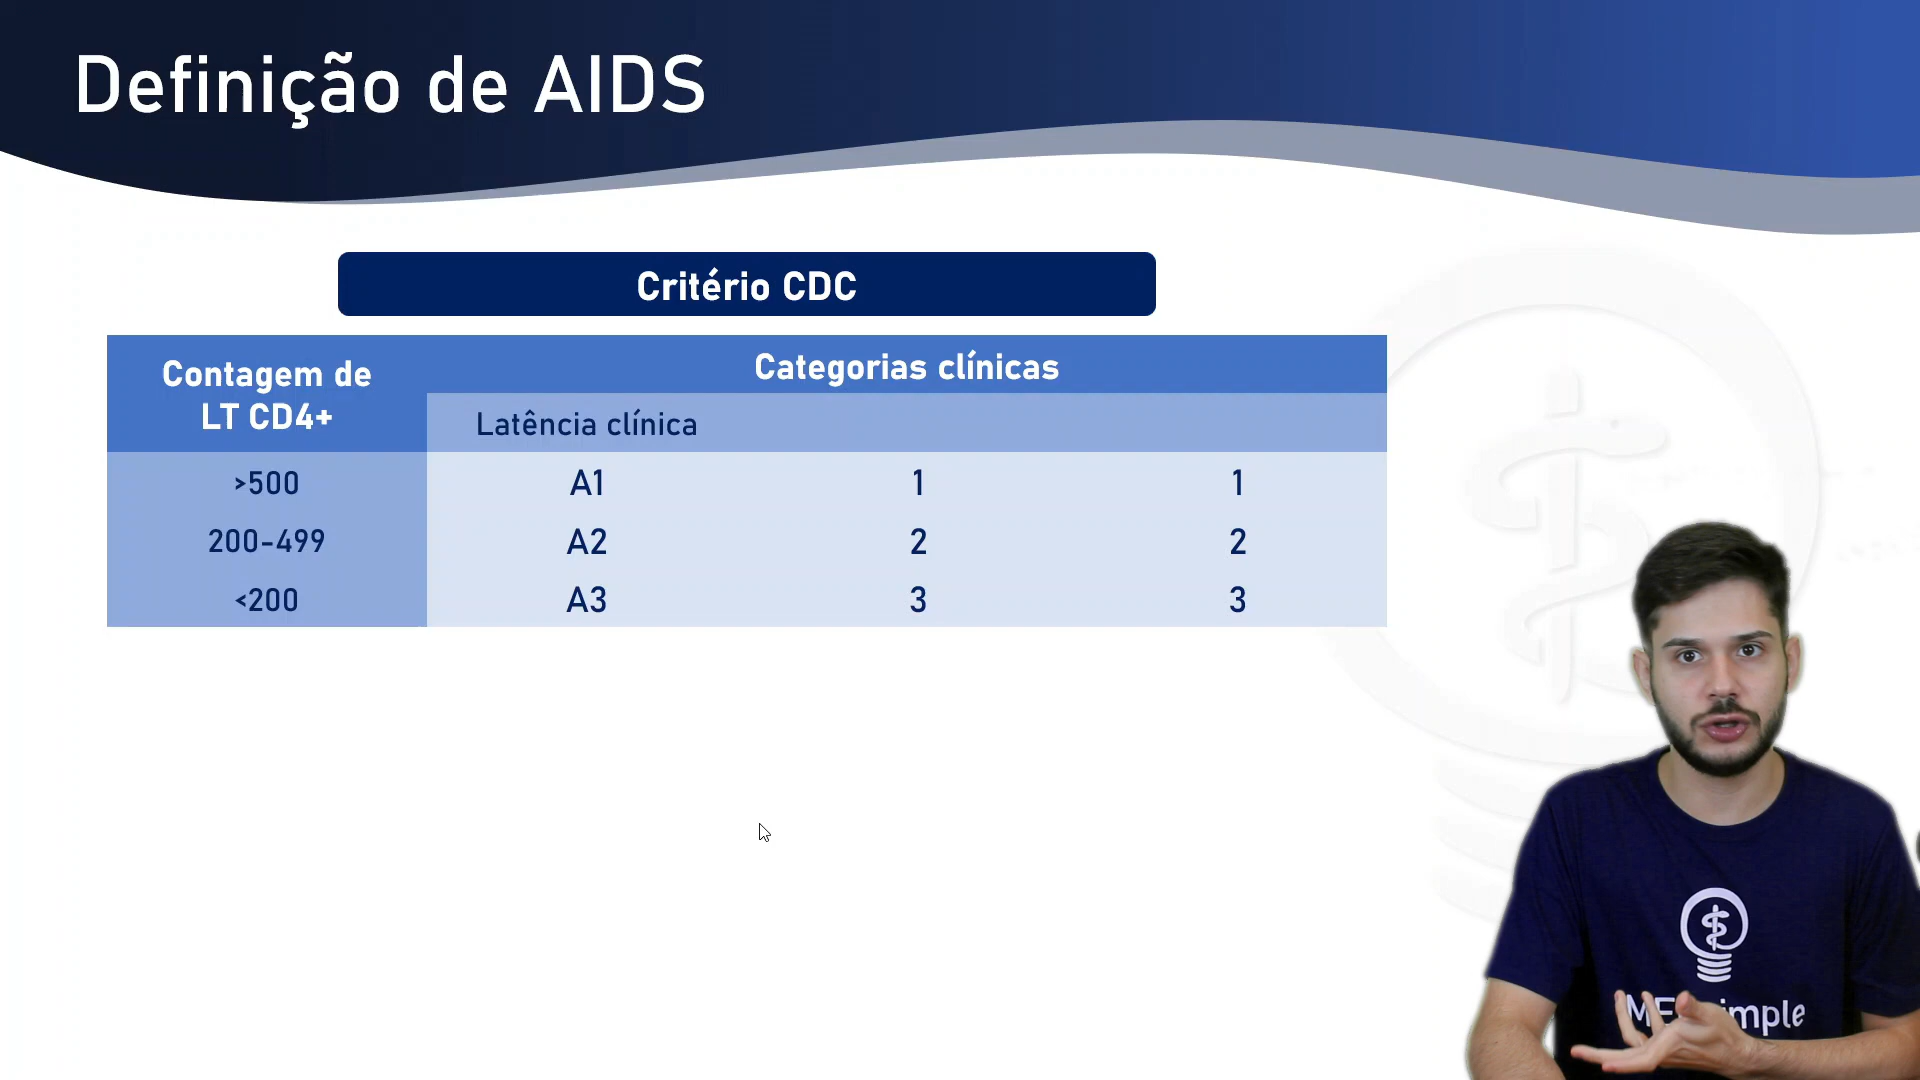 Definição de AIDS
Critério CDC
Contagem de
LT CD4+
Categorias clínicas
Latência clínica
>500 A1 1 1
200-499 A2 2 2
<200 A3 3 3